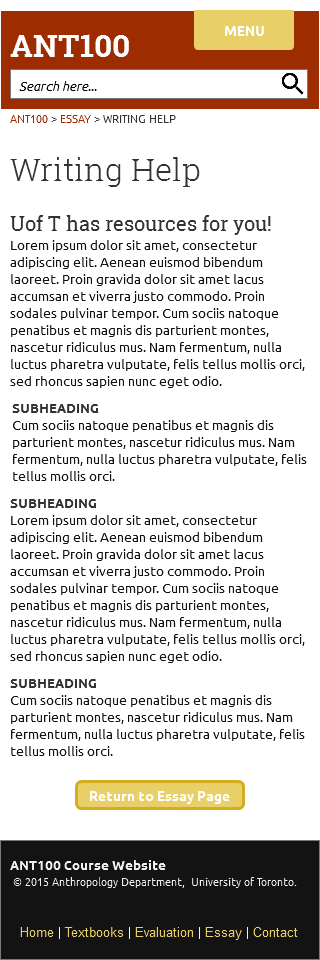 MENU
ANT100
Search here...
ANT100 > ESSAY > WRITING HELP
Writing Help
Uof T has resources for you!
Lorem ipsum dolor sit amet, consectetur
adipiscing elit. Aenean euismod bibendum
laoreet. Proin gravida dolor sit amet lacus
accumsan et viverra justo commodo. Proin
sodales pulvinar tempor. Cum sociis natoque
penatibus et magnis dis parturient montes,
nascetur ridiculus mus. Nam fermentum, nulla
luctus pharetra vulputate, felis tellus mollis orci,
sed rhoncus sapien nunc eget odio.
SUBHEADING
Cum sociis natoque penatibus et magnis dis
parturient montes, nascetur ridiculus mus. Nam
fermentum, nulla luctus pharetra vulputate, felis
tellus mollis orci.
SUBHEADING
Lorem ipsum dolor sit amet, consectetur
adipiscing elit. Aenean euismod bibendum
laoreet. Proin gravida dolor sit amet lacus
accumsan et viverra justo commodo. Proin
sodales pulvinar tempor. Cum sociis natoque
penatibus et magnis dis parturient montes,
nascetur ridiculus mus. Nam fermentum, nulla
luctus pharetra vulputate, felis tellus mollis orci,
sed rhoncus sapien nunc eget odio.
SUBHEADING
Cum sociis natoque penatibus et magnis dis
parturient montes, nascetur ridiculus mus. Nam
fermentum, nulla luctus pharetra vulputate, felis
tellus mollis orci.
Return to Essay Page
ANT100 Course Website
© 2015 Anthropology Department, University of Toronto.
Home | Textbooks | Evaluation | Essay | Contact